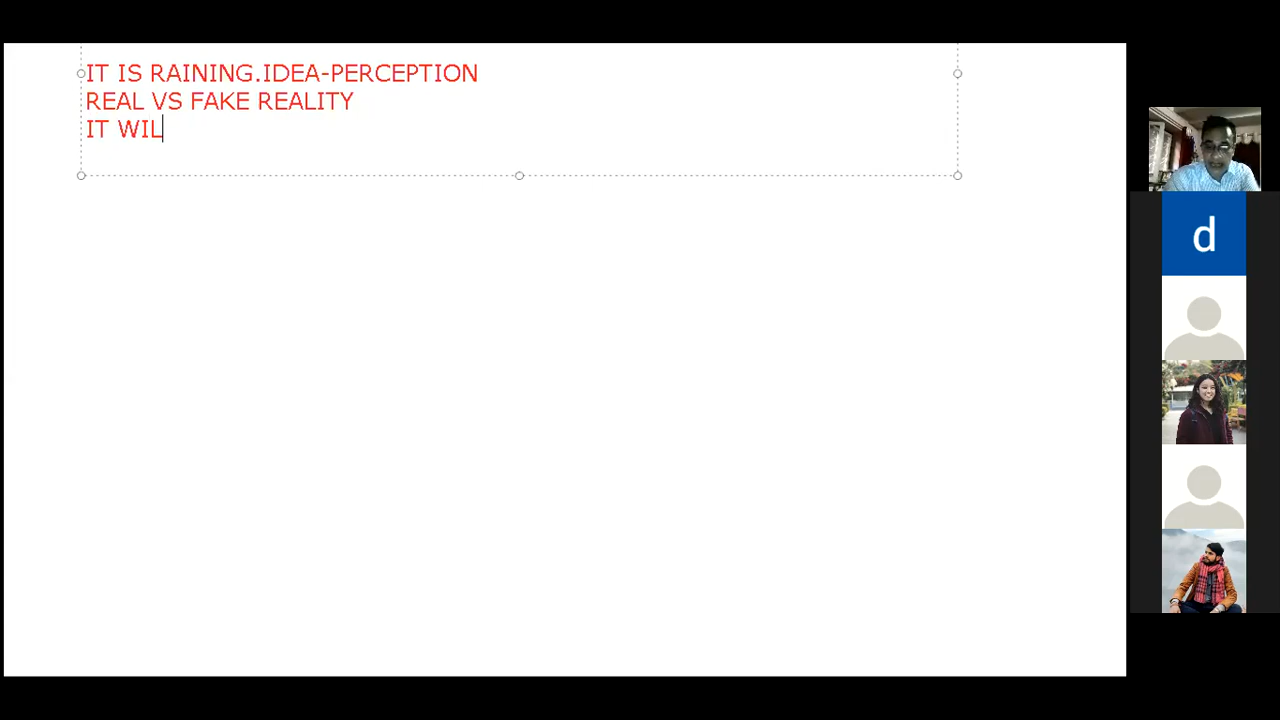 IT IS RAINING.IDEA-PERCEPTION
REAL VS FAKE REALITY
IT WIL
d